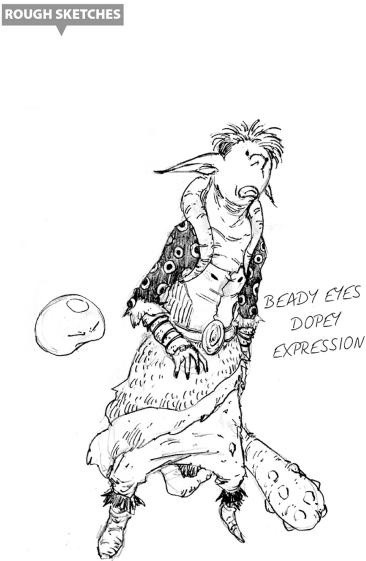 ROUGH SKETCHES
BEADY EYES
DOPEY
EXPRESSION